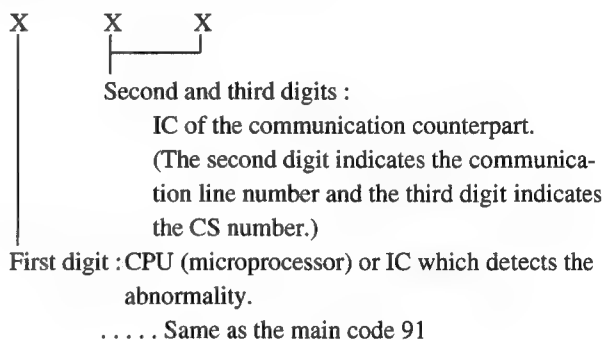 X X X
Second and third digits :
IC of the communication counterpart.
(The second digit indicates the communica-
tion line number and the third digit indicates
the CS number.)
First digit : CPU (microprocessor) or IC which detects the
abnormality.
. . . . . Same as the main code 91